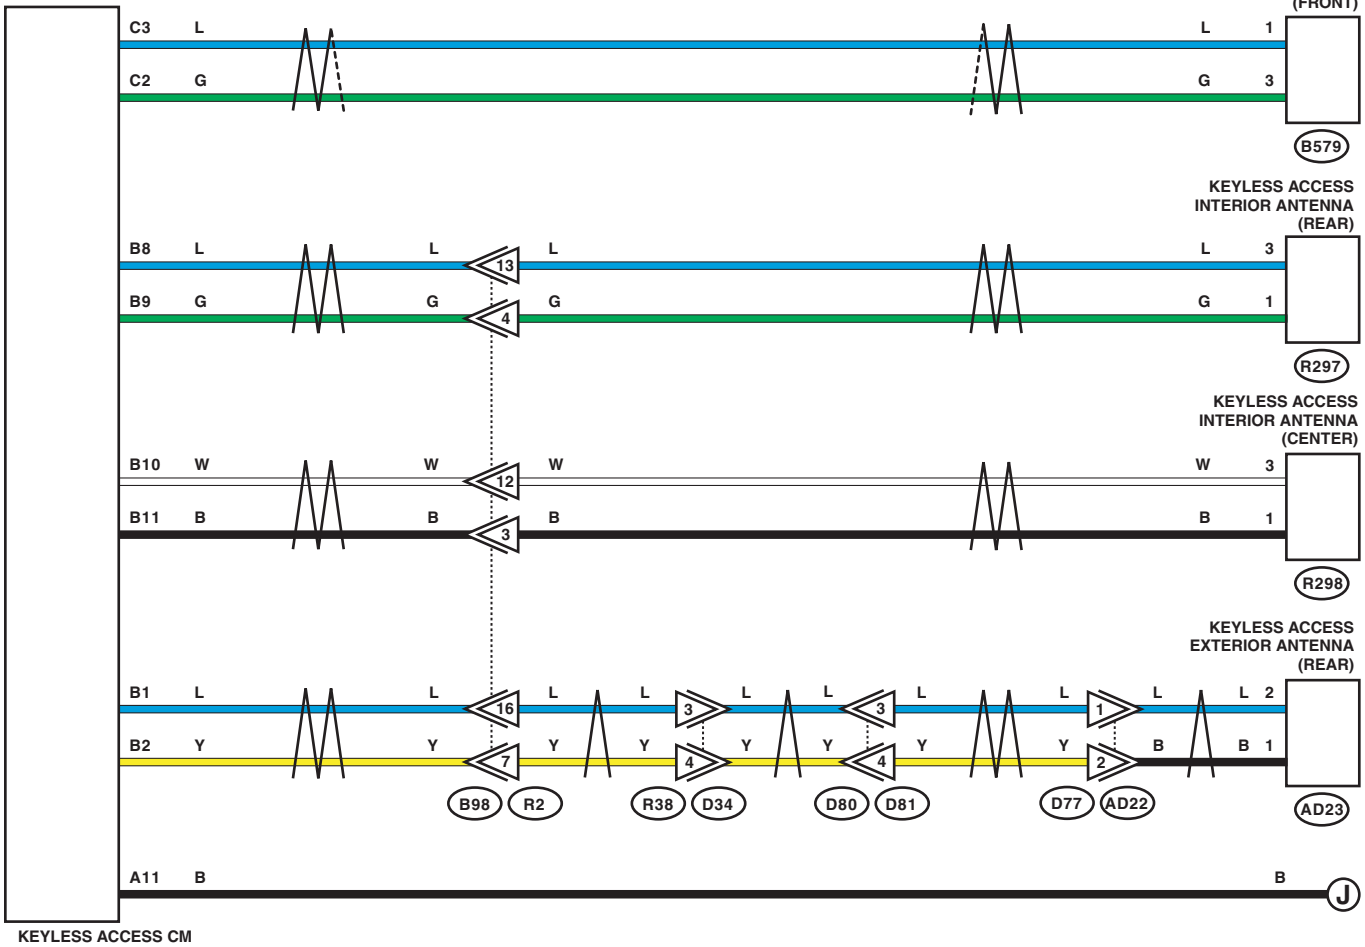 (FRONT)
C3 L L 1
C2 G G 3
B579
KEYLESS ACCESS
INTERIOR ANTENNA
(REAR)
B8 L L L L 3
13
B9 G G G G 1
4
R297
KEYLESS ACCESS
INTERIOR ANTENNA
(CENTER)
B10 W W W W 3
12
B11 B B B B 1
3
R298
KEYLESS ACCESS
EXTERIOR ANTENNA
(REAR)
B1 L L L L L L L L L L 2
16 3 3 1
B2 Y Y Y Y Y Y Y Y B B 1
7 4 4 2
B98 R2 R38 D34 D80 D81 D77 AD22 AD23
A11 B B
J
KEYLESS ACCESS CM